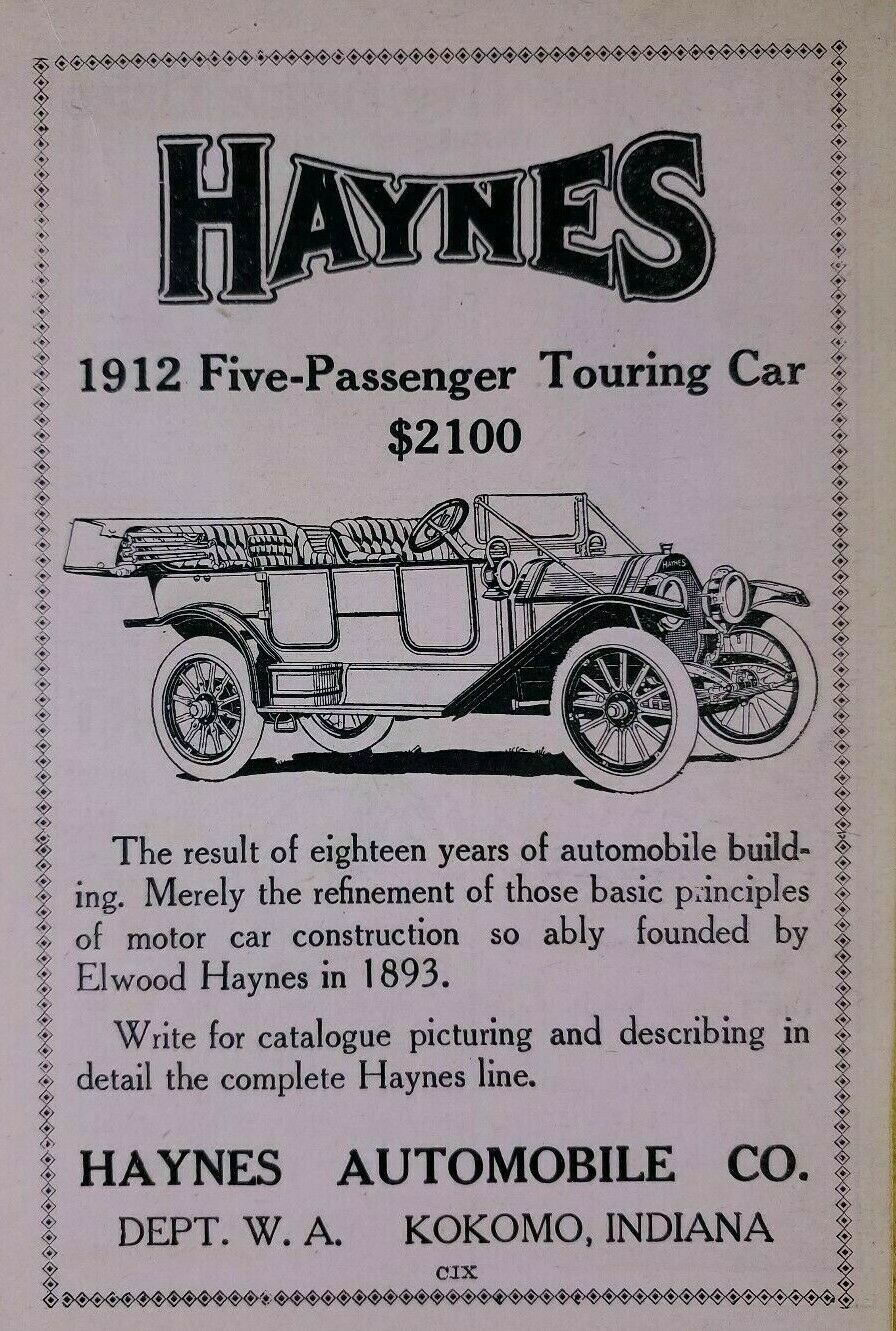 HAYNES
1912 Five-Passenger Touring Car
$2100
HAYNES
The result of eighteen years of automobile build-
ing. Merely the refinement of those basic principles
of motor car construction so ably founded by
Elwood Haynes in 1893.
Write for catalogue picturing and describing in
detail the complete Haynes line.
HAYNES AUTOMOBILE CO.
DEPT. W. A. KOKOMO, INDIANA
CIX